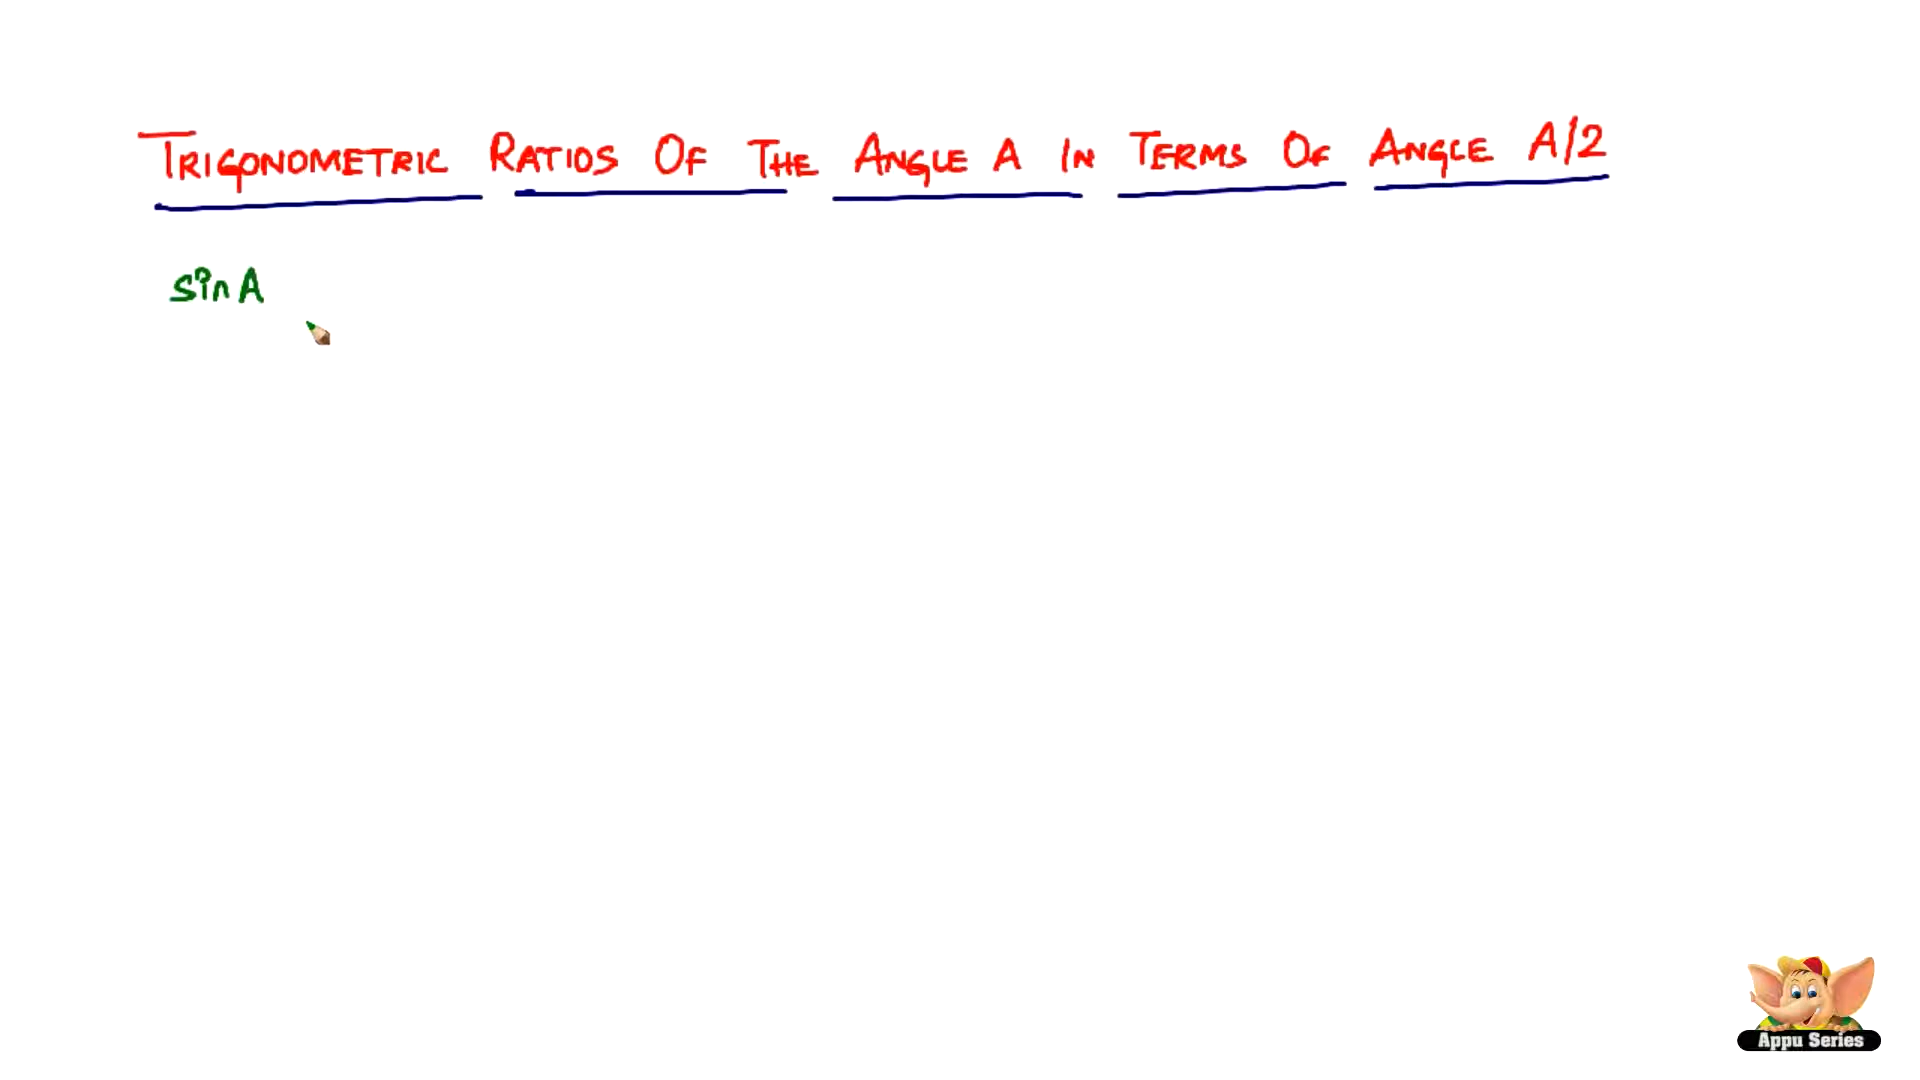 TRIGONOMETRIC RATIOS OF THE ANGLE A IN TERMS OF ANGLE A/2
sin A
Appu Series